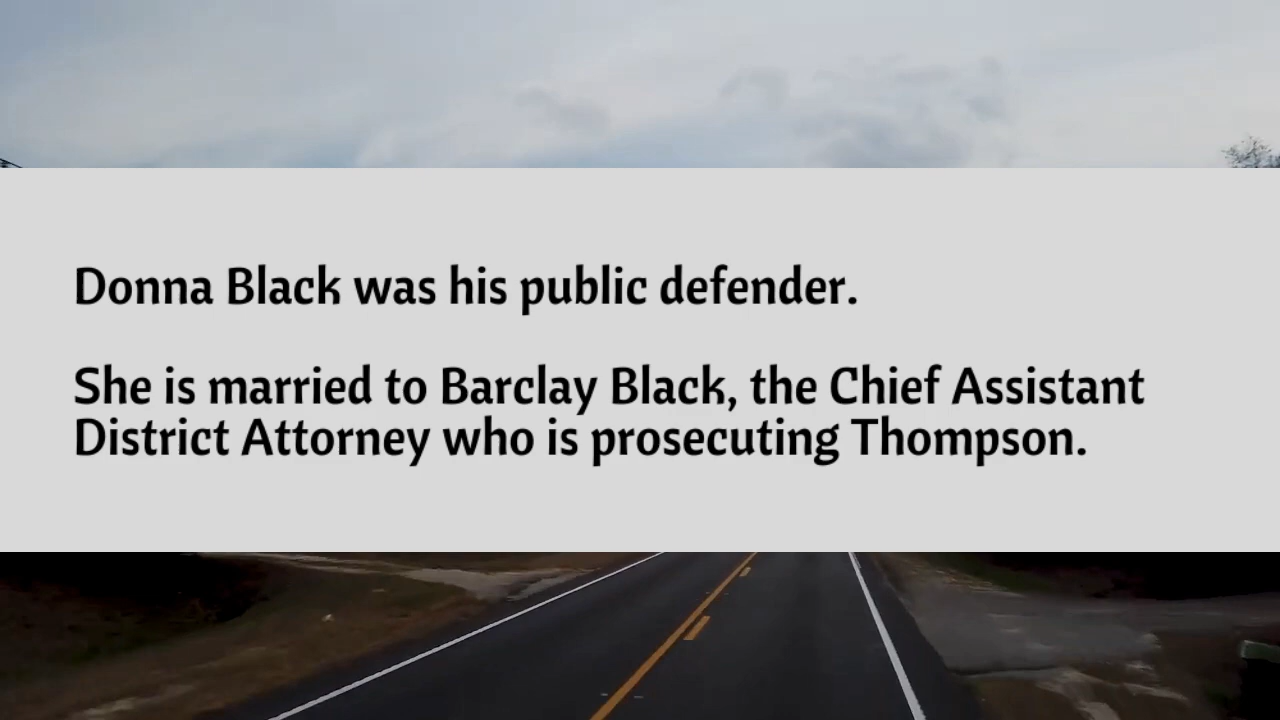 Donna Black was his public defender.
She is married to Barclay Black, the Chief Assistant
District Attorney who is prosecuting Thompson.